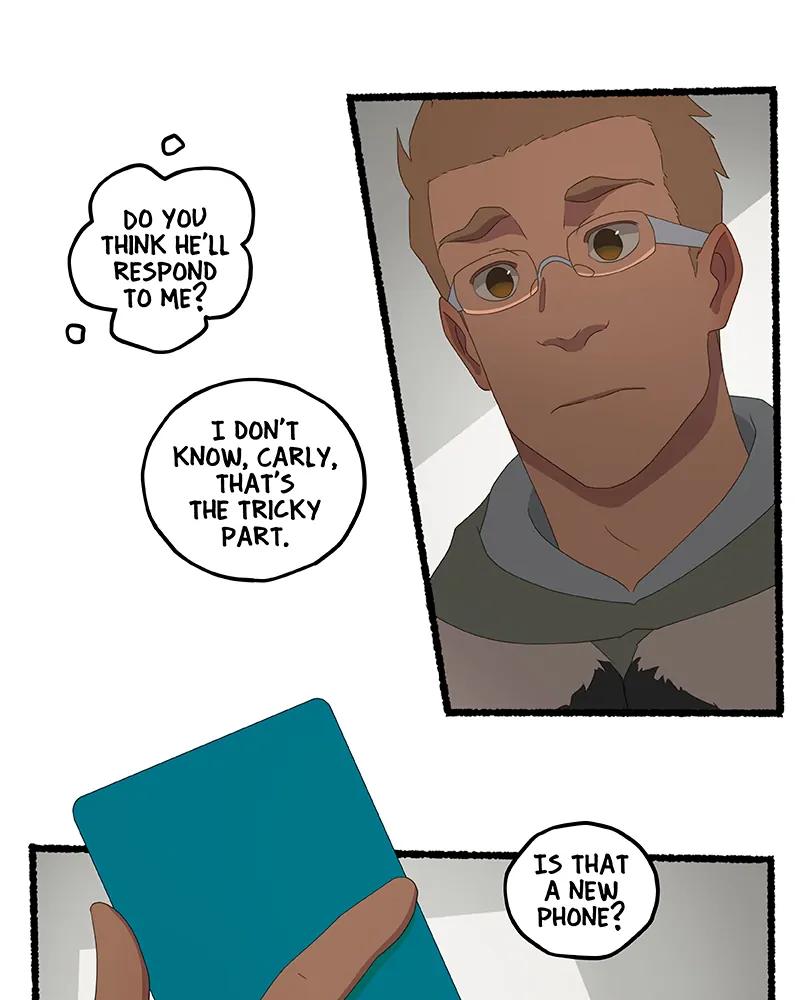 DO YOU
THINK HE'LL
RESPOND
TO ME?
I DON'T
KNOW, CARLY,
THAT'S
THE TRICKY
PART.
IS THAT
A NEW
PHONE?